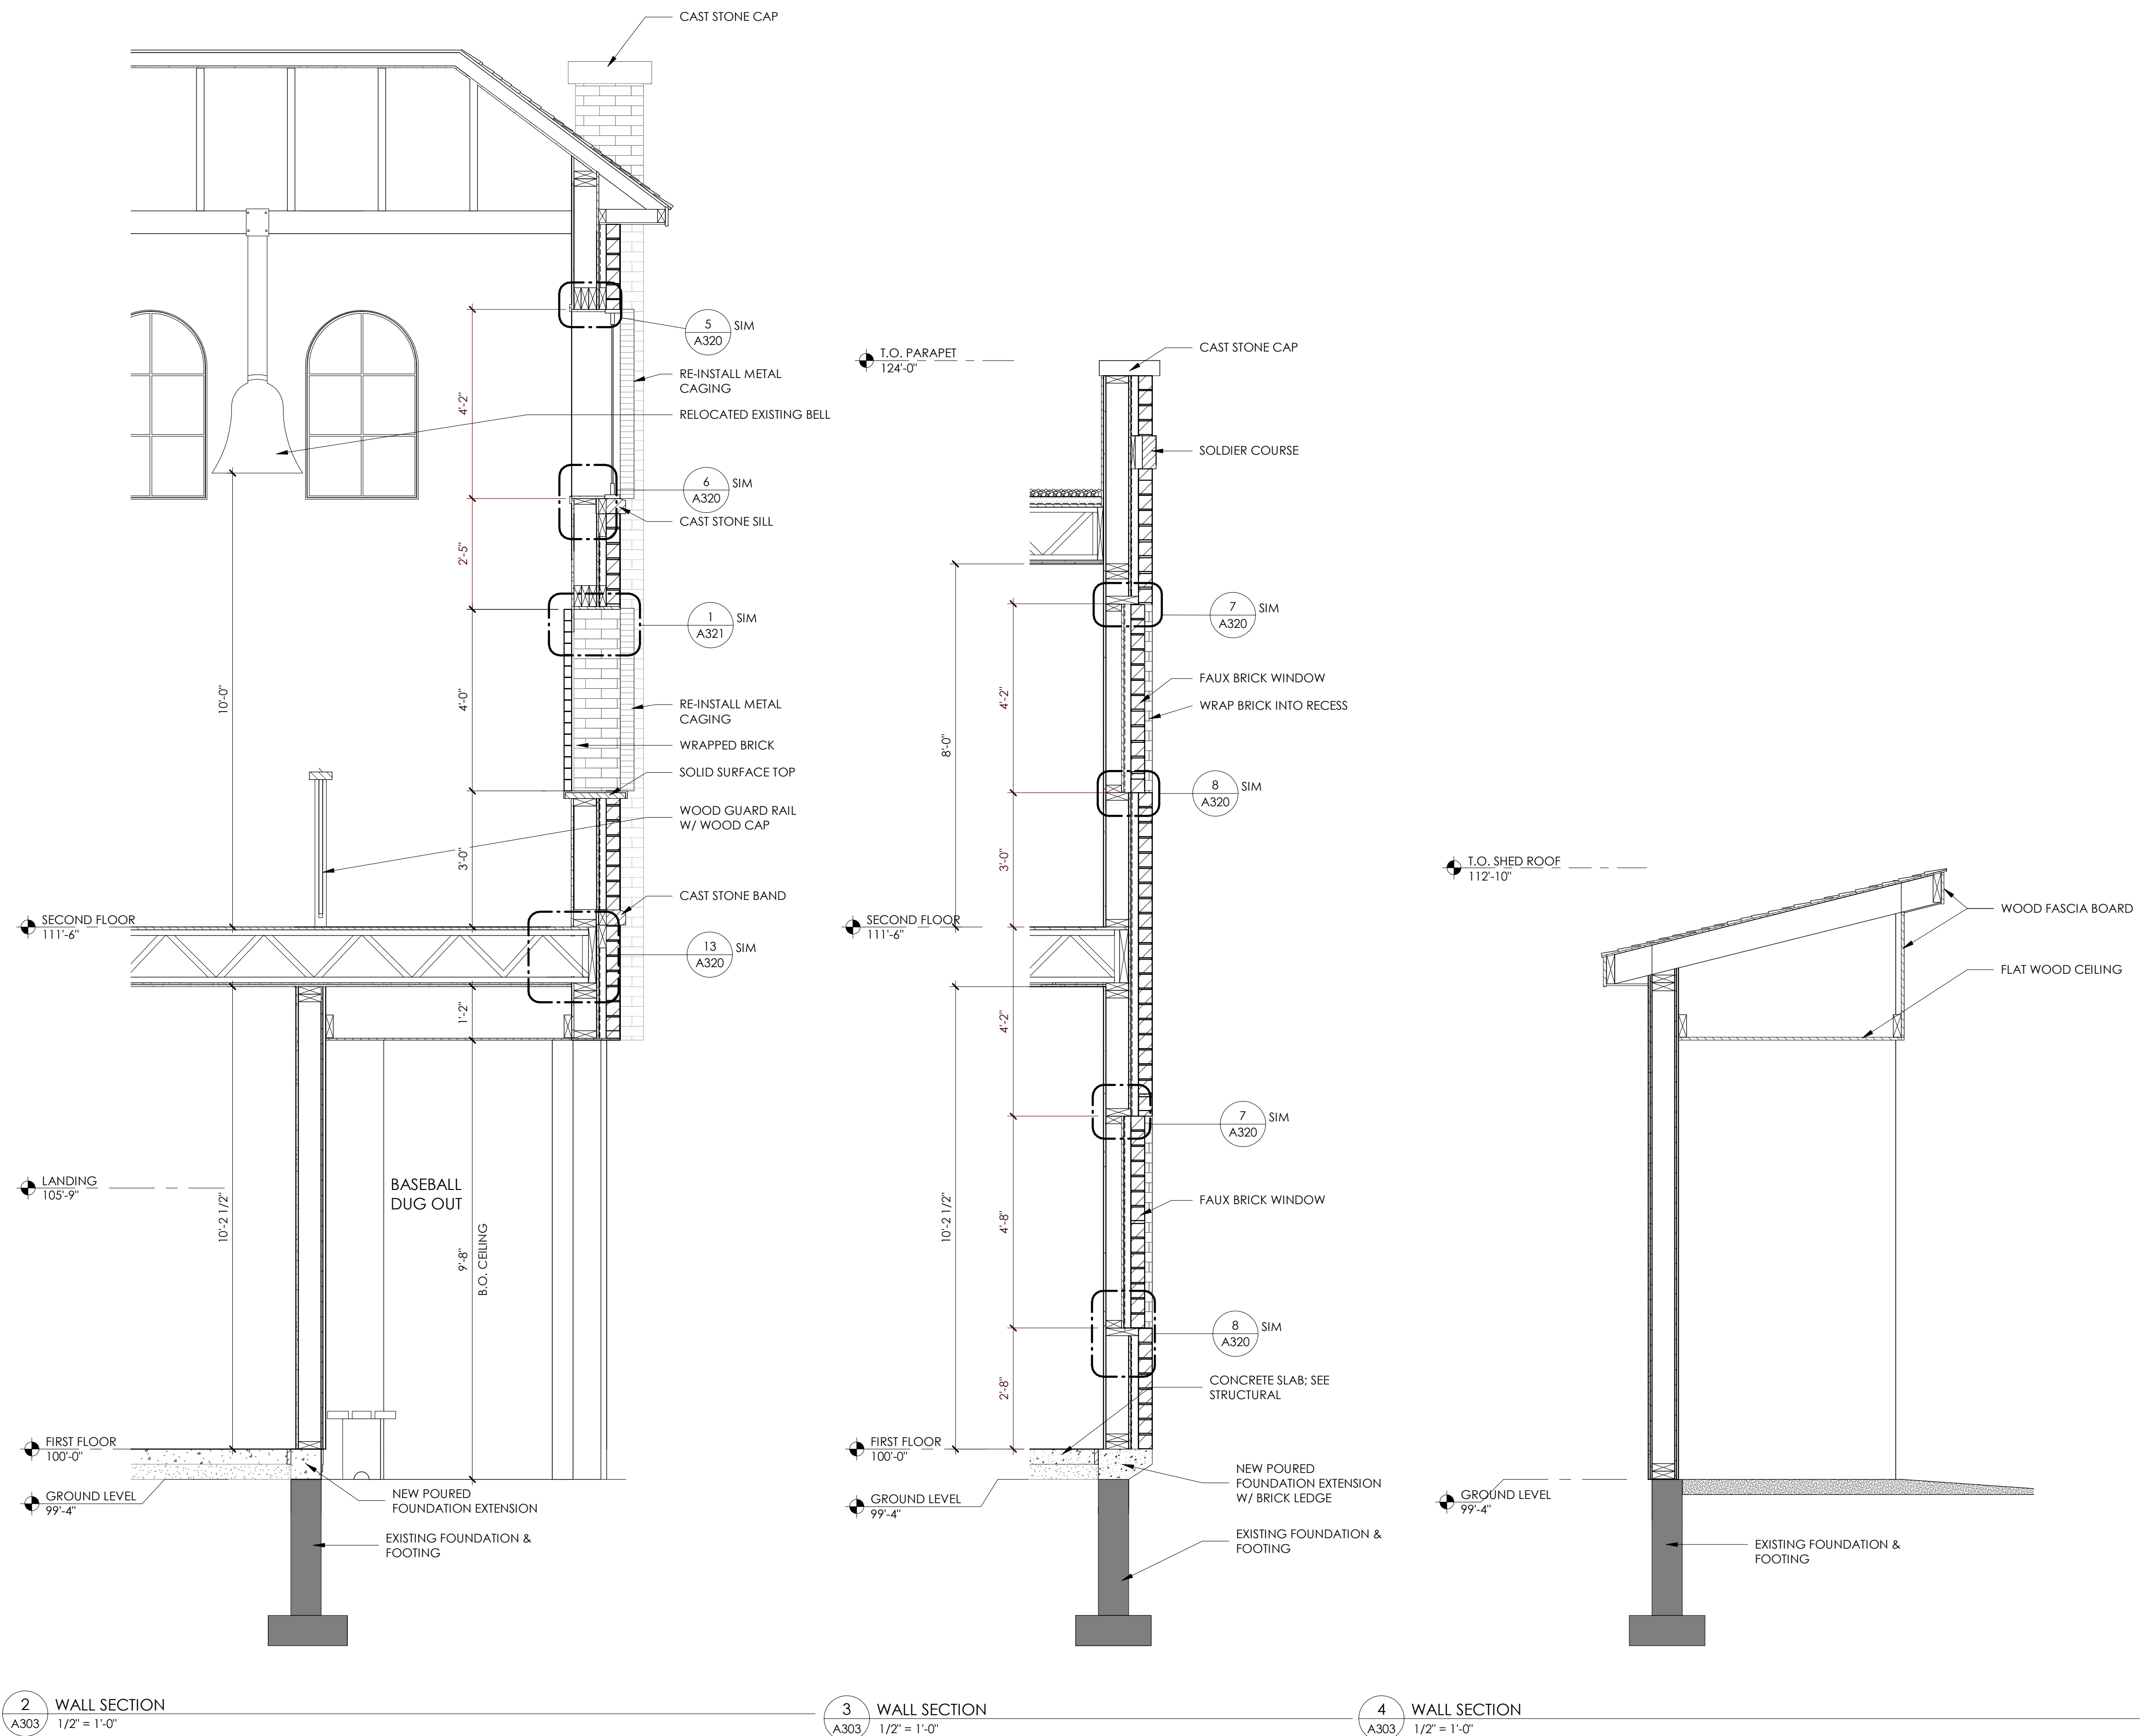 CAST STONE CAP
5
A320
SIM
RE-INSTALL METAL
CAGING
RELOCATED EXISTING BELL
4'-2"
6
A320
SIM
CAST STONE SILL
2'-5"
1
A321
SIM
10'-0"
4'-0"
RE-INSTALL METAL
CAGING
WRAPPED BRICK
SOLID SURFACE TOP
WOOD GUARD RAIL
W/ WOOD CAP
3'-0"
CAST STONE BAND
SECOND FLOOR
111'-6"
13
A320
SIM
1'-2"
LANDING
105'-9"
10'-2 1/2"
BASEBALL
DUG OUT
9'-8"
B.O. CEILING
FIRST FLOOR
100'-0"
GROUND LEVEL
99'-4"
NEW POURED
FOUNDATION EXTENSION
EXISTING FOUNDATION &
FOOTING
2
A303
WALL SECTION
1/2" = 1'-0"
T.O. PARAPET
124'-0"
CAST STONE CAP
SOLDIER COURSE
7
A320
SIM
FAUX BRICK WINDOW
WRAP BRICK INTO RECESS
4'-2"
8'-0"
8
A320
SIM
3'-0"
SECOND FLOOR
111'-6"
4'-2"
7
A320
SIM
10'-2 1/2"
FAUX BRICK WINDOW
4'-8"
8
A320
SIM
2'-8"
CONCRETE SLAB; SEE
STRUCTURAL
FIRST FLOOR
100'-0"
GROUND LEVEL
99'-4"
NEW POURED
FOUNDATION EXTENSION
W/ BRICK LEDGE
EXISTING FOUNDATION &
FOOTING
3
A303
WALL SECTION
1/2" = 1'-0"
T.O. SHED ROOF
112'-10"
WOOD FASCIA BOARD
FLAT WOOD CEILING
GROUND LEVEL
99'-4"
EXISTING FOUNDATION &
FOOTING
4
A303
WALL SECTION
1/2" = 1'-0"